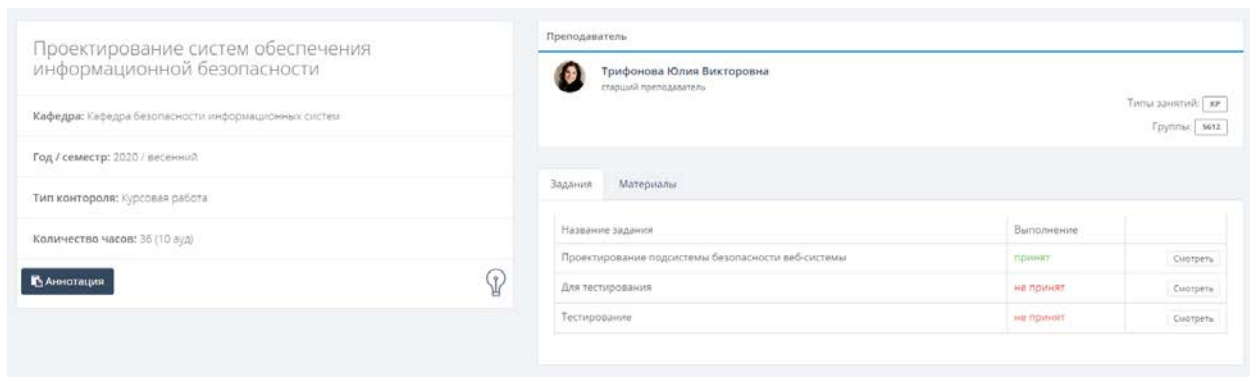 Проектирование систем обеспечения
информационной безопасности
Кафедра: Кафедра безопасности информационных систем
Год / семестр: 2020 / весенний
Тип контороля: Курсовая работа
Количество часов: 36 (10 ауд)
Аннотация
Преподаватель
Трифонова Юлия Викторовна
старший преподаватель
Типы занятий: КР
Группы: 5612
Задания Материалы
Название задания Выполнение
Проектирование подсистемы безопасности веб-системы принят Смотреть
Для тестирования не принят Смотреть
Тестирование не принят Смотреть